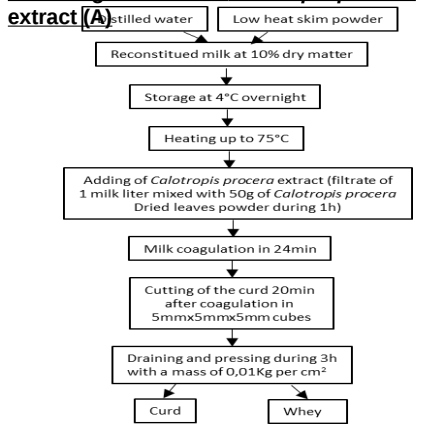 extract (A)
Distilled water
Low heat skim powder
Reconstitued milk at 10% dry matter
Storage at 4°C overnight
Heating up to 75°C
Adding of Calotropis procera extract (filtrate of
1 milk liter mixed with 50g of Calotropis procera
Dried leaves powder during 1h)
Milk coagulation in 24min
Cutting of the curd 20min
after coagulation in
5mmx5mmx5mm cubes
Draining and pressing during 3h
with a mass of 0,01Kg per cm²
Curd
Whey